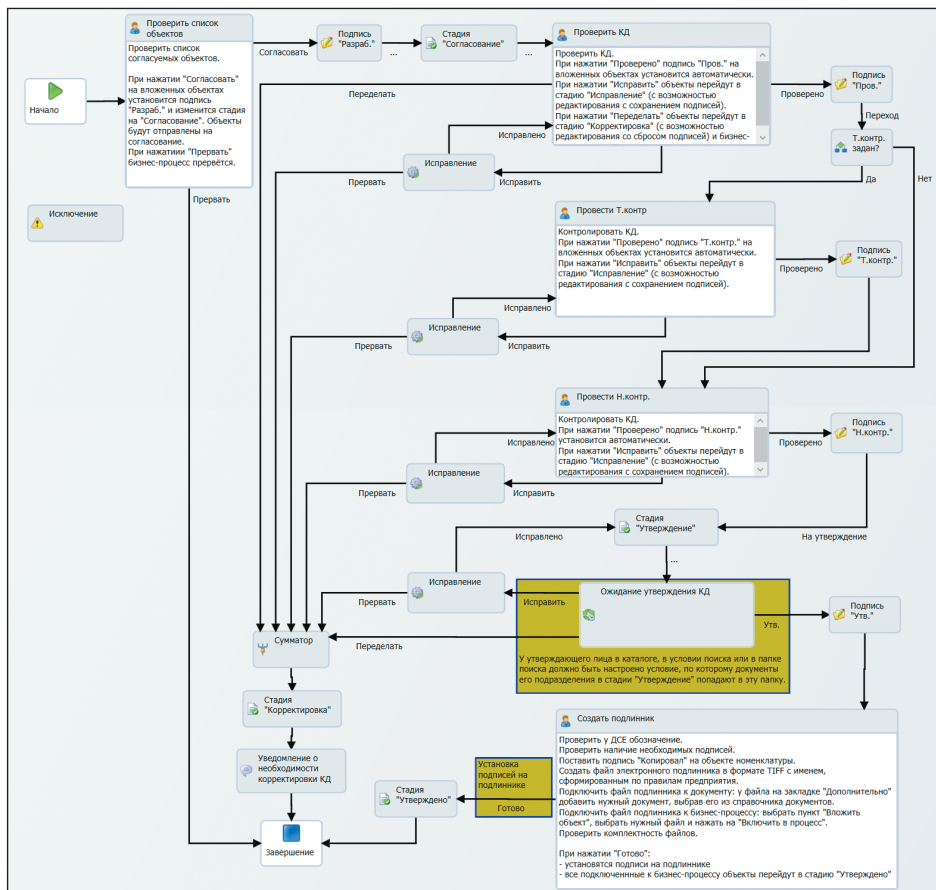 Проверить список
объектов
Проверить список
согласуемых объектов.
При нажатии "Согласовать"
на вложенных объектах
установится подпись
"Разраб." и изменится стадия
на "Согласование". Объекты
будут отправлены на
согласование.
При нажатиии "Прервать"
бизнес-процесс прервётся.
Начало
Согласовать
Подпись
"Разраб."
...
Стадия
"Согласование"
...
Проверить КД
Проверить КД.
При нажатии "Проверено" подпись "Пров." на
вложенных объектах установится автоматически.
При нажатии "Исправить" объекты перейдут в
стадию "Исправление" (с возможностью
редактирования с сохранением подписей).
При нажатии "Переделать" объекты перейдут в
стадию "Корректировка" (с возможностью
редактирования со сбросом подписей) и бизнес-
Переделать
Проверено
Подпись
"Пров."
Переход
Т.контр.
задан?
Да
Нет
Исправлено
Исправление
Прервать
Исправить
Прервать
Исключение
Провести Т.контр
Контролировать КД.
При нажатии "Проверено" подпись "Т.контр." на
вложенных объектах установится автоматически.
При нажатии "Исправить" объекты перейдут в
стадию "Исправление" (с возможностью
редактирования с сохранением подписей).
Проверено
Подпись
"Т.контр."
Исправлено
Исправление
Прервать
Исправить
Провести Н.контр.
Контролировать КД.
При нажатии "Проверено" подпись "Н.контр."
установится автоматически.
При нажатии "Исправить" объекты перейдут в
стадию "Исправление" (с возможностью
редактирования с сохранением подписей).
Проверено
Подпись
"Н.контр."
Исправлено
Исправление
Прервать
Исправить
Стадия
"Утверждение"
На утверждение
Исправлено
...
Исправление
Прервать
Исправить
Ожидание утверждения КД
Утв.
Подпись
"Утв."
Переделать
У утверждающего лица в каталоге, в условии поиска или в папке
поиска должно быть настроено условие, по которому документы
его подразделения в стадии "Утверждение" попадают в эту папку.
Сумматор
Стадия
"Корректировка"
Уведомление о
необходимости
корректировки КД
Завершение
Стадия
"Утверждено"
Установка
подписей на
подлиннике
Готово
Создать подлинник
Проверить у ДСЕ обозначение.
Проверить наличие необходимых подписей.
Поставить подпись "Копировал" на объекте номенклатуры.
Создать файл электронного подлинника в формате TIFF с именем,
сформированным по правилам предприятия.
Подключить файл подлинника к документу: у файла на закладке "Дополнительно"
добавить нужный документ, выбрав его из справочника документов.
Подключить файл подлинника к бизнес-процессу: выбрать пункт "Вложить
объект", выбрать нужный файл и нажать на "Включить в процесс".
Проверить комплектность файлов.
При нажатии "Готово":
- установятся подписи на подлиннике
- все подключеннные к бизнес-процессу объекты перейдут в стадию "Утверждено"